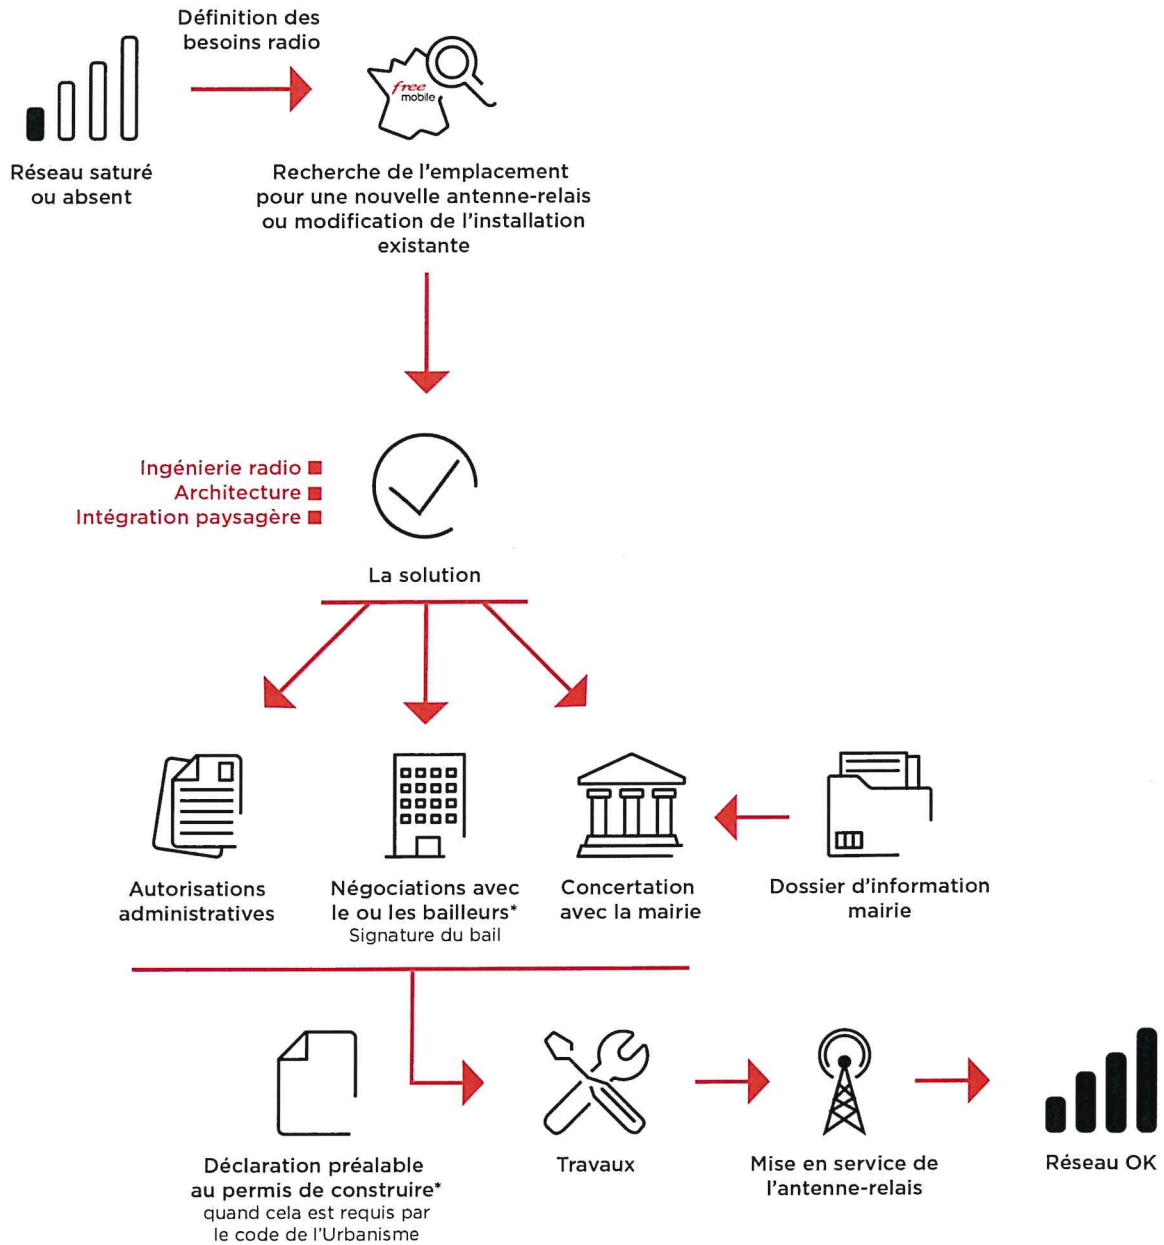 Définition des
besoins radio
free
mobile
Réseau saturé
ou absent
Recherche de l'emplacement
pour une nouvelle antenne-relais
ou modification de l'installation
existante
Ingénierie radio
Architecture
Intégration paysagère
La solution
Autorisations
administratives
Négociations avec
le ou les bailleurs*
Signature du bail
Concertation
avec la mairie
Dossier d'information
mairie
Déclaration préalable
au permis de construire*
quand cela est requis par
le code de l'Urbanisme
Travaux
Mise en service de
l'antenne-relais
Réseau OK